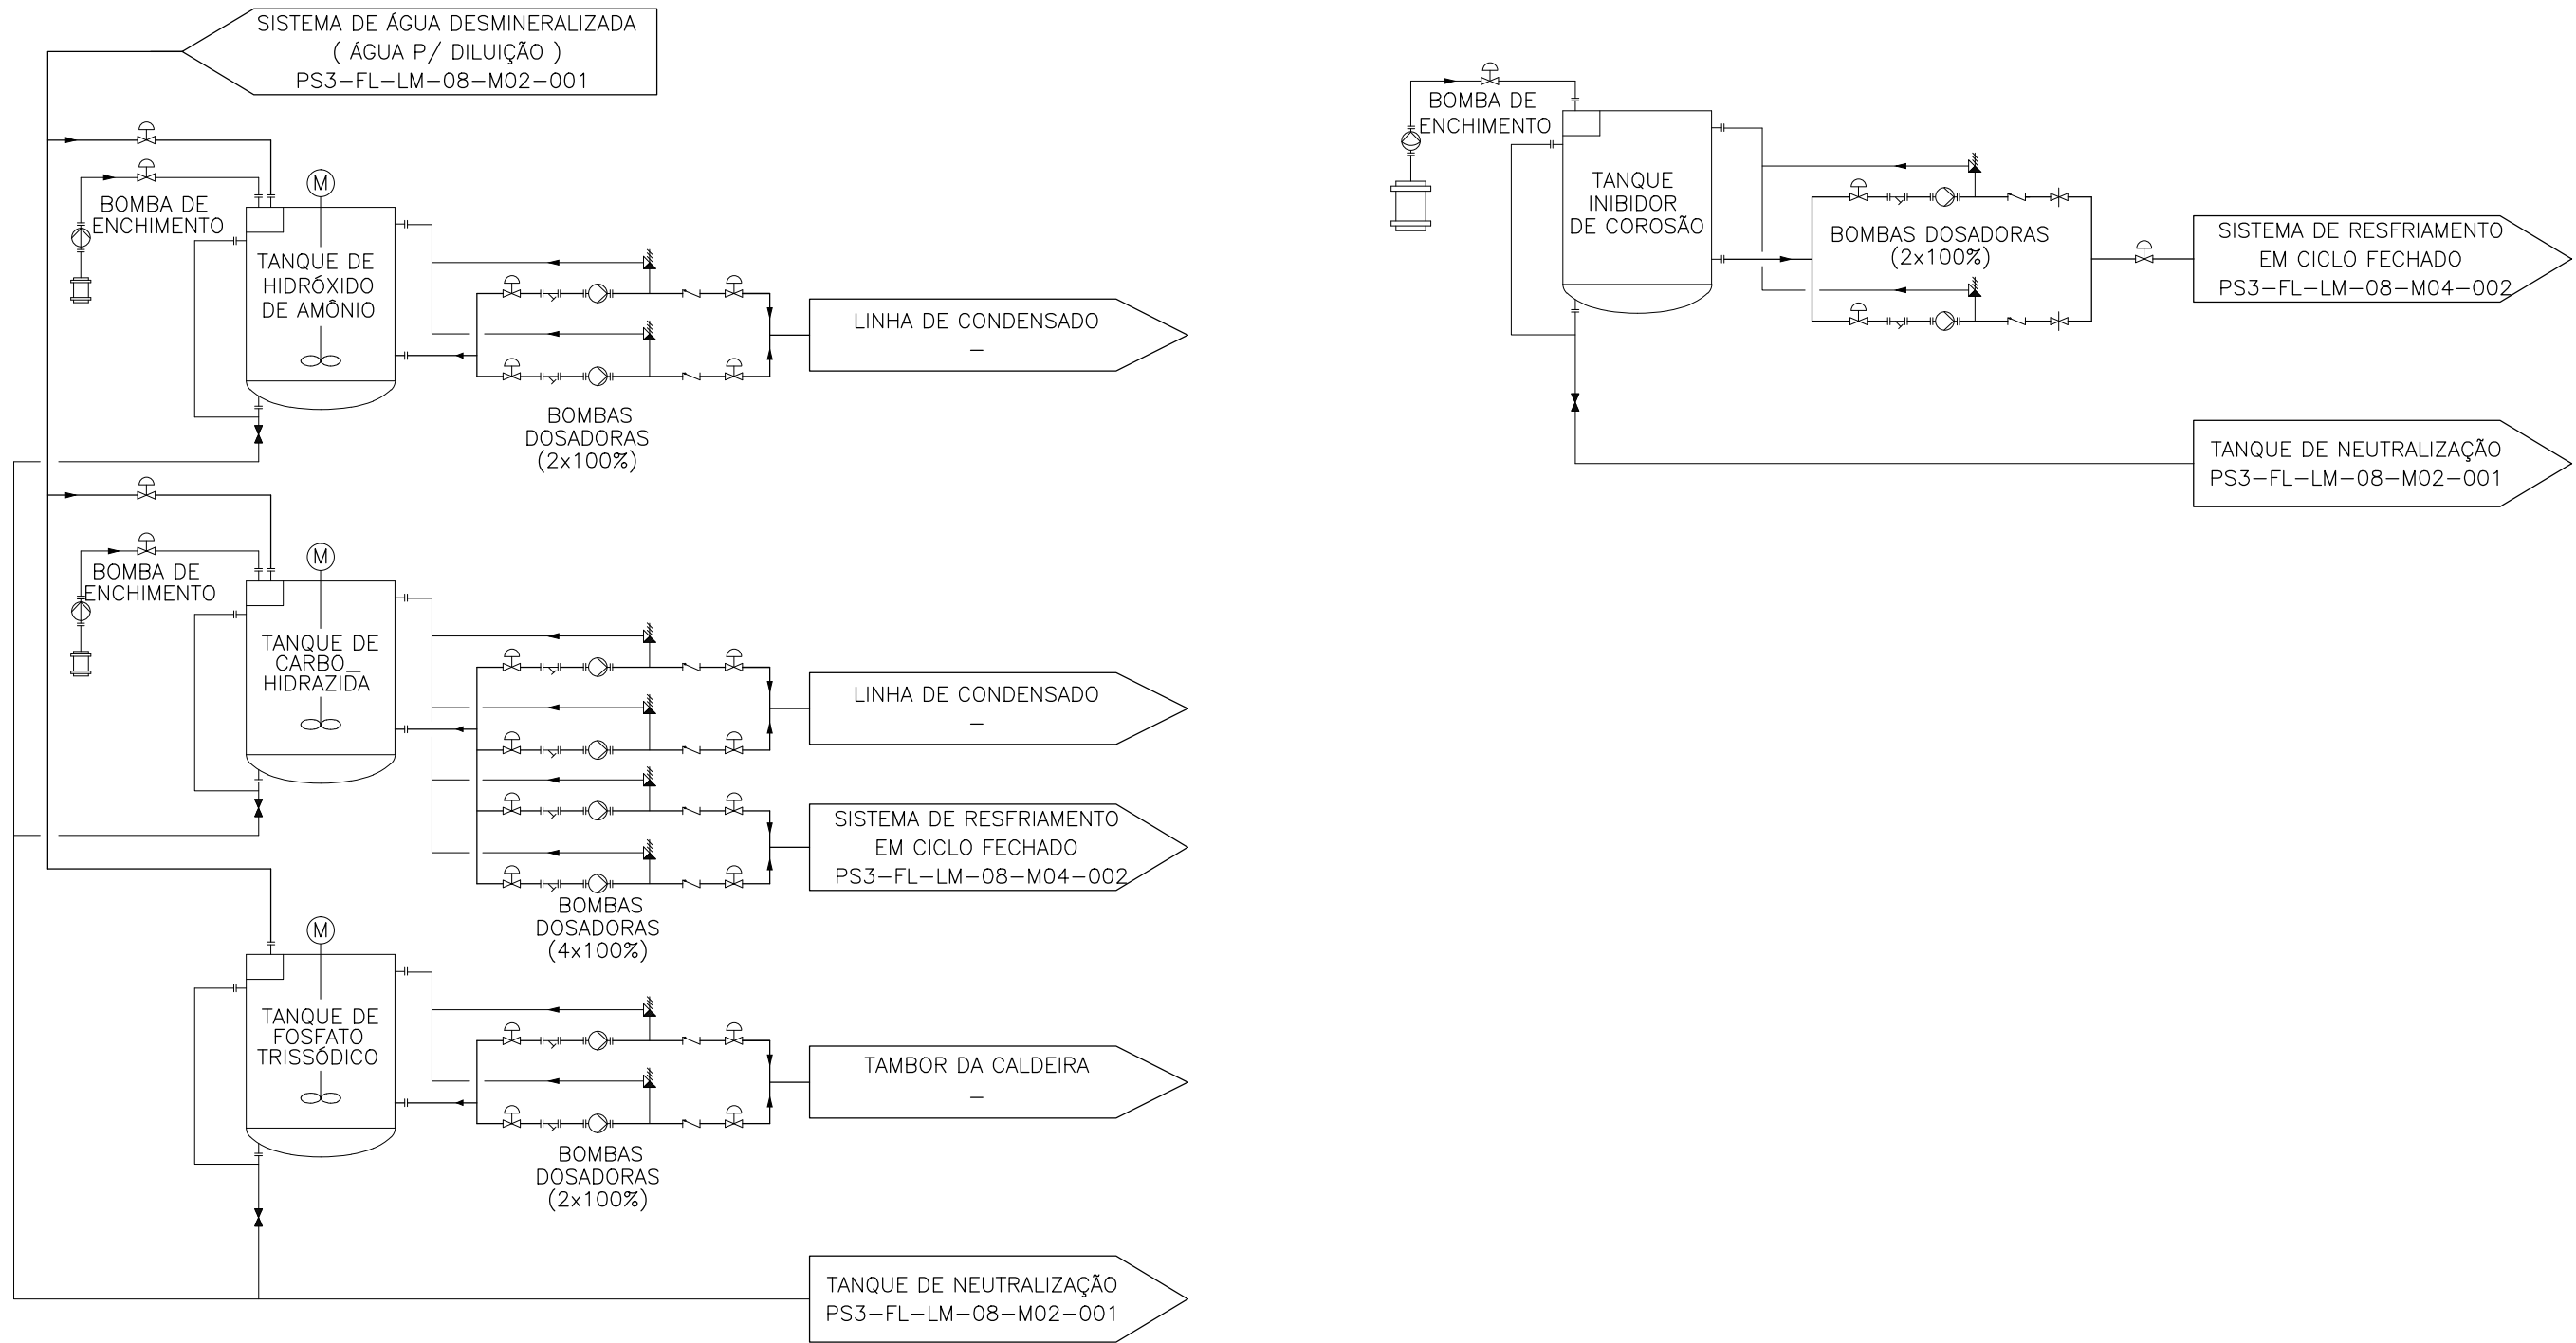 SISTEMA DE ÁGUA DESMINERALIZADA
( ÁGUA P/ DILUIÇÃO )
PS3-FL-LM-08-M02-001
BOMBA DE
ENCHIMENTO
M
TANQUE DE
HIDRÓXIDO
DE AMÔNIO
BOMBAS
DOSADORAS
(2x100%)
LINHA DE CONDENSADO
-
BOMBA DE
ENCHIMENTO
M
TANQUE DE
CARBO_
HIDRAZIDA
LINHA DE CONDENSADO
-
SISTEMA DE RESFRIAMENTO
EM CICLO FECHADO
PS3-FL-LM-08-M04-002
BOMBAS
DOSADORAS
(4x100%)
M
TANQUE DE
FOSFATO
TRISSÓDICO
TAMBOR DA CALDEIRA
-
BOMBAS
DOSADORAS
(2x100%)
TANQUE DE NEUTRALIZAÇÃO
PS3-FL-LM-08-M02-001
BOMBA DE
ENCHIMENTO
TANQUE
INIBIDOR
DE COROSÃO
BOMBAS DOSADORAS
(2x100%)
SISTEMA DE RESFRIAMENTO
EM CICLO FECHADO
PS3-FL-LM-08-M04-002
TANQUE DE NEUTRALIZAÇÃO
PS3-FL-LM-08-M02-001